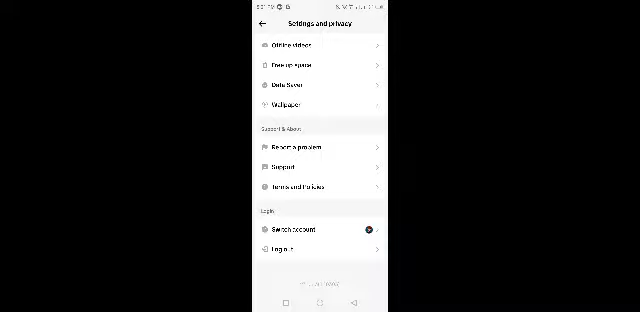 Settings and privacy
Offline videos
Free up space
Data Saver
Wallpaper
Support & About
Report a problem
Support
Terms and Policies
Login
Switch account
Log out